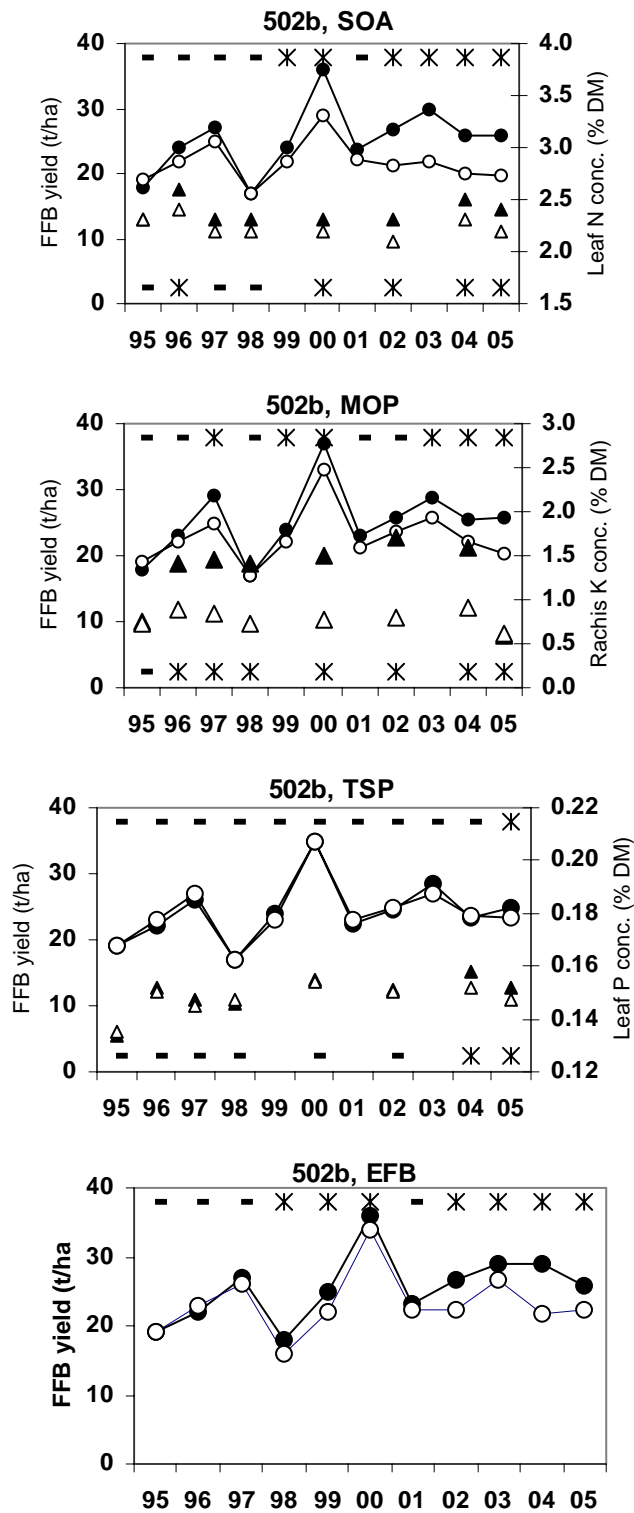 502b, SOA
40
30
20
10
0
FFB yield (t/ha)
4.0
3.5
3.0
2.5
2.0
1.5
Leaf N conc. (% DM)
95 96 97 98 99 00 01 02 03 04 05
502b, MOP
40
30
20
10
0
FFB yield (t/ha)
3.0
2.5
2.0
1.5
1.0
0.5
0.0
Rachis K conc. (% DM)
95 96 97 98 99 00 01 02 03 04 05
502b, TSP
40
30
20
10
0
FFB yield (t/ha)
0.22
0.20
0.18
0.16
0.14
0.12
Leaf P conc. (% DM)
95 96 97 98 99 00 01 02 03 04 05
502b, EFB
40
30
20
10
0
FFB yield (t/ha)
95 96 97 98 99 00 01 02 03 04 05